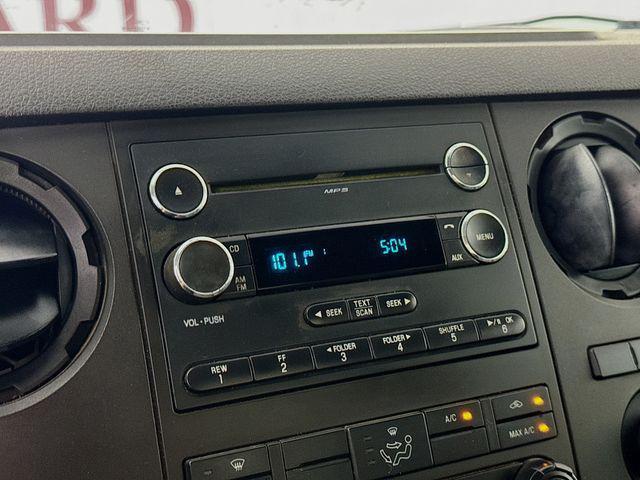 ARD
MP3
CD
AM
FM
101.1
5:04
MENU
AUX
VOL - PUSH
◄ SEEK
TEXT
SCAN
SEEK ►
REW
1
FF
2
◄ FOLDER
3
FOLDER ►
4
SHUFFLE
5
►/II OK
6
A/C
MAX A/C